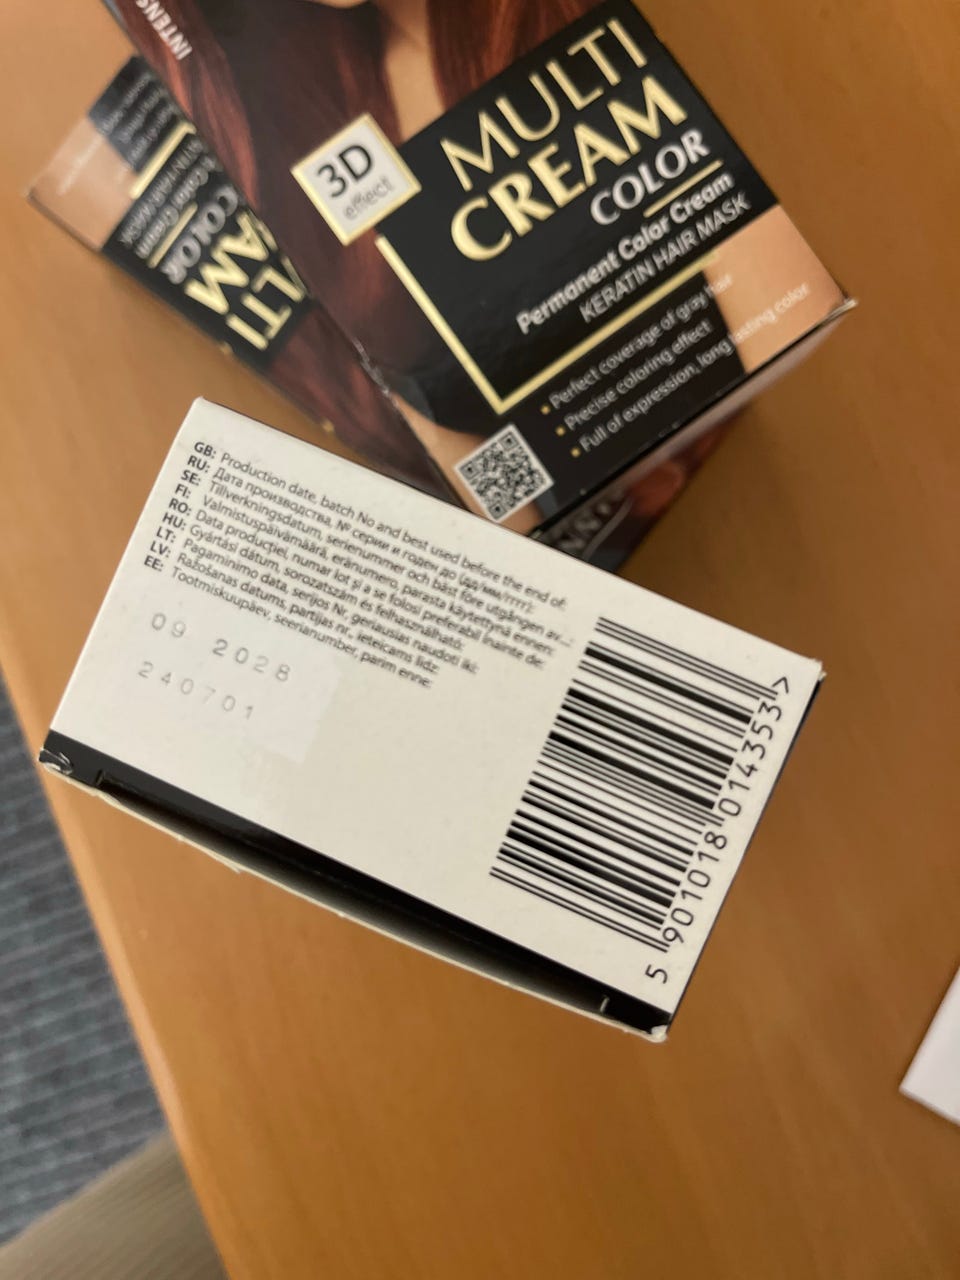 INTENS
3D
effect
MULTI
CREAM
COLOR
Permanent Color Cream
KERATIN HAIR MASK
Perfect coverage of gray hair
Precise coloring effect
Full of expression, long lasting color
COLOR
GB: Production date, batch No and best used before the end of:
RU: Дата производства, № серии и годен до (дд/мм/гггг):
SE: Tillverkningsdatum, serienummer och bäst före utgången av...:
FI: Valmistuspäivämäärä, eränumero, parasta käytettynä ennen:
RO: Data producției, numar lot și a se folosi preferabil înainte de:
HU: Gyártási dátum, sorozatszám és felhasználható:
LT: Pagaminimo data, serijos Nr, geriausias naudoti iki:
LV: Ražošanas datums, partijas nr., ieteicams līdz:
EE: Tootmiskuupäev, seerianumber, parim enne:
09 2028
240701
5 901018 014353 >